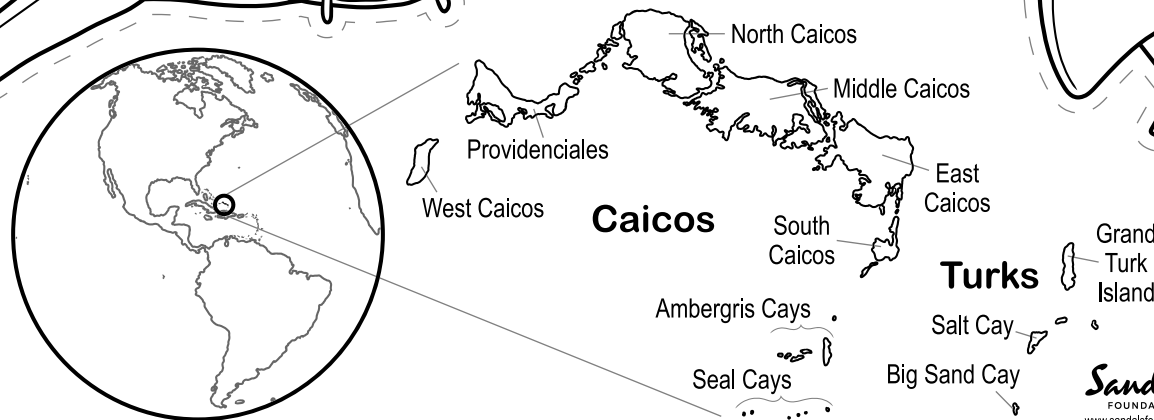 North Caicos
Middle Caicos
Providenciales
East
Caicos
West Caicos
Caicos
South
Caicos
Grand
Turk
Island
Turks
Ambergris Cays
Salt Cay
Seal Cays
Big Sand Cay
FOUNDA